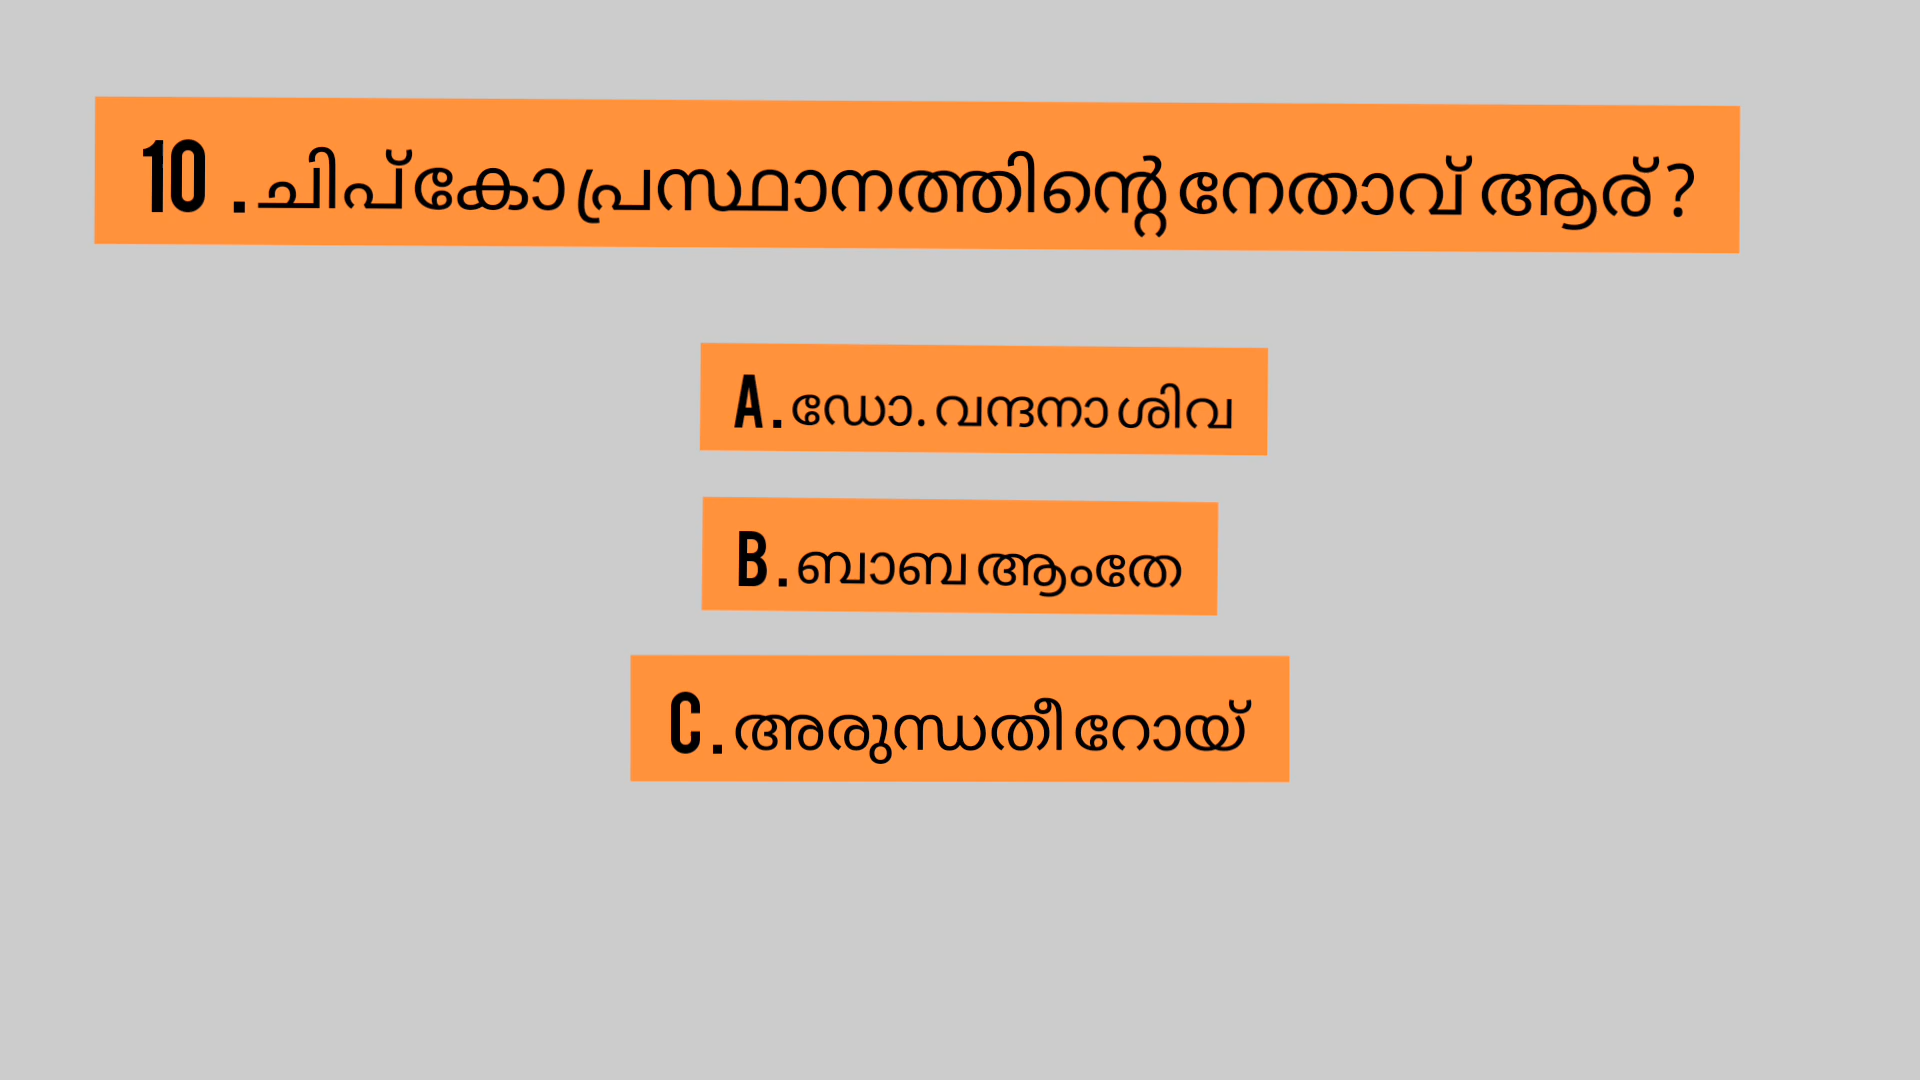 10 . ചിപ്കോ പ്രസ്ഥാനത്തിന്റെ നേതാവ് ആര് ?
A . ഡോ. വന്ദനാ ശിവ
B . ബാബ ആംതേ
C . അരുന്ധതീ റോയ്